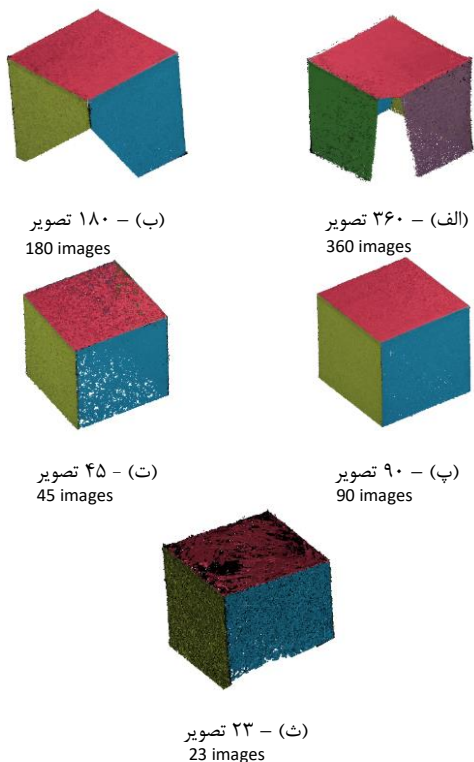 (الف) – ۳۶۰ تصویر
360 images
(ب) – ۱۸۰ تصویر
180 images
(پ) – ۹۰ تصویر
90 images
(ت) - ۴۵ تصویر
45 images
(ث) – ۲۳ تصویر
23 images